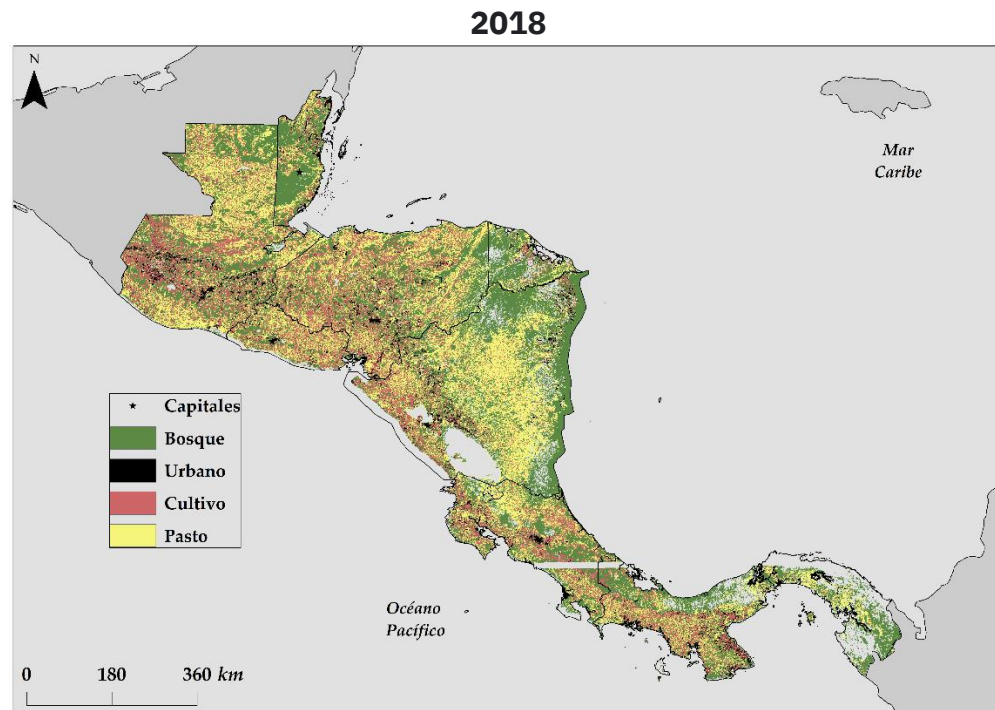 2018
N
Mar
Caribe
Capitales
Bosque
Urbano
Cultivo
Pasto
Océano
Pacífico
0 180 360 km